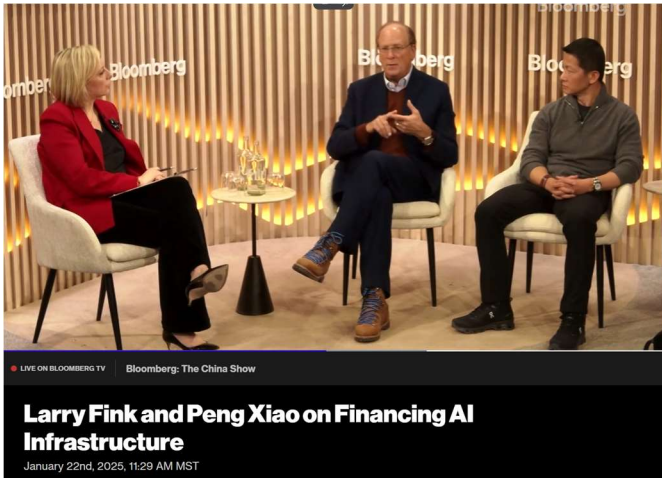 Bloomberg
omberg
Bloomberg
Bloomberg
Bloomberg
LIVE ON BLOOMBERG TV
Bloomberg: The China Show
Larry Fink and Peng Xiao on Financing AI
Infrastructure
January 22nd, 2025, 11:29 AM MST